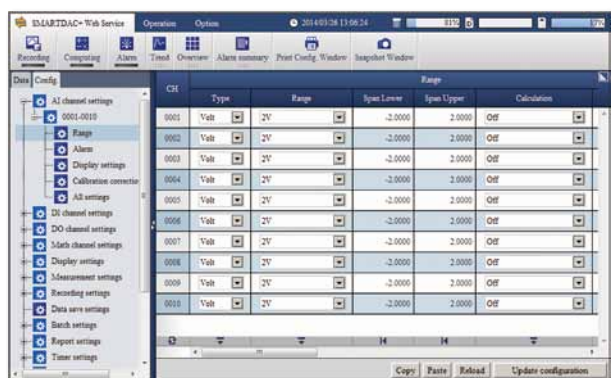 SMARTDAC+ Web Service Operation Option 2014/03/26 13:06:24 81% 17%
Recording Computing Alarm Trend Overview Alarm summary Print Config. Window Snapshot Window
Data Config.
AI channel settings
0001-0010
Range
Alarm
Display settings
Calibration correctio
All settings
DI channel settings
DO channel settings
Math channel settings
Display settings
Measurement settings
Recording settings
Data save settings
Batch settings
Report settings
Timer settings
CH Range
Type Range Span Lower Span Upper Calculation
0001 Volt 2V -2.0000 2.0000 Off
0002 Volt 2V -2.0000 2.0000 Off
0003 Volt 2V -2.0000 2.0000 Off
0004 Volt 2V -2.0000 2.0000 Off
0005 Volt 2V -2.0000 2.0000 Off
0006 Volt 2V -2.0000 2.0000 Off
0007 Volt 2V -2.0000 2.0000 Off
0008 Volt 2V -2.0000 2.0000 Off
0009 Volt 2V -2.0000 2.0000 Off
0010 Volt 2V -2.0000 2.0000 Off
Copy Paste Reload Update configuration